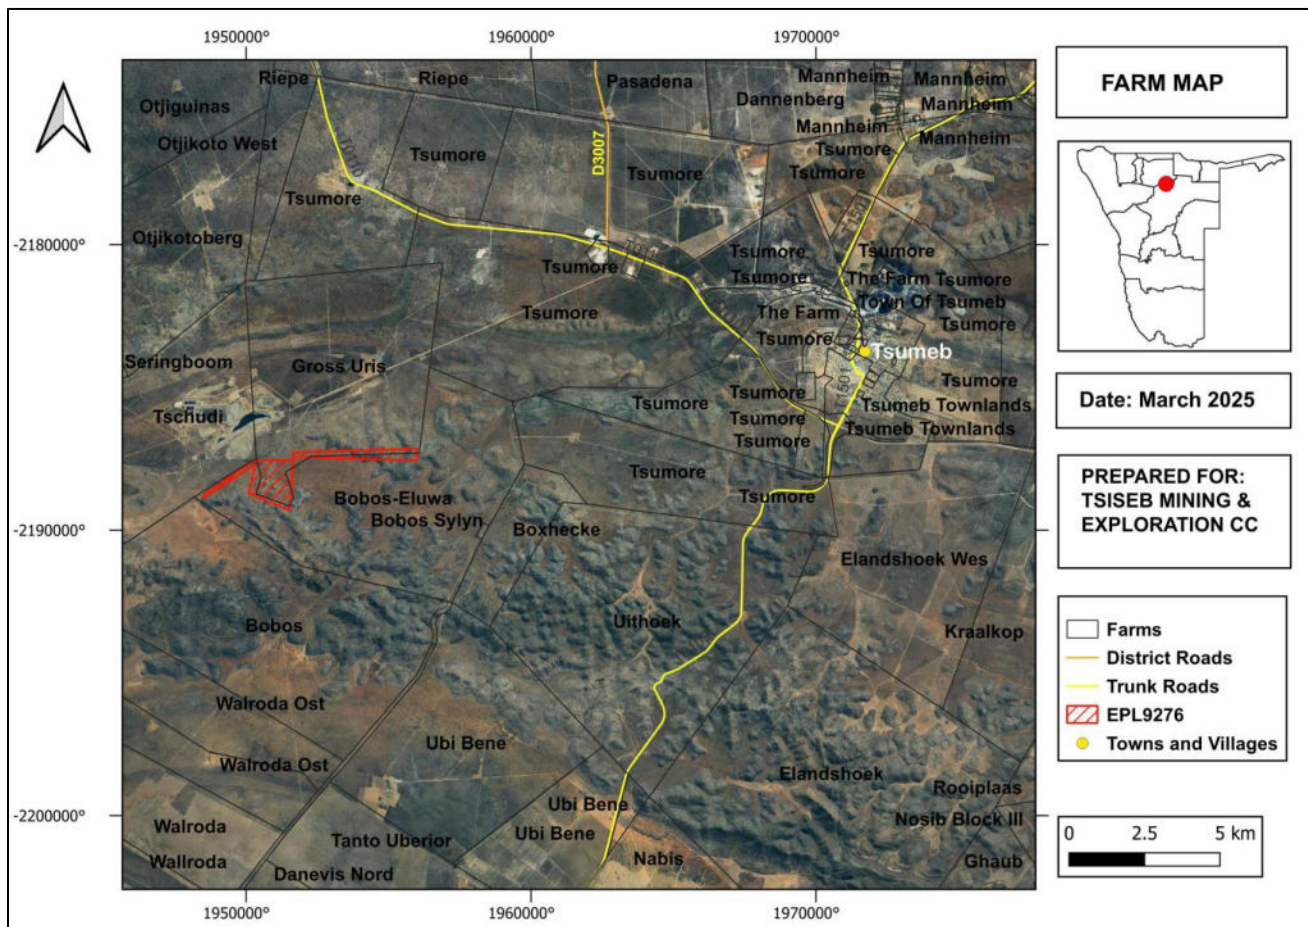 1950000°
1960000°
1970000°
FARM MAP
Riepe
Riepe
Pasadena
Mannheim
Mannheim
Otjiguinas
Dannenberg
Mannheim
Otjikoto West
Mannheim
Mannheim
D3007
Tsumore
Tsumore
Tsumore
Tsumore
Tsumore
Otjikotoberg
T1501
-2180000°
Tsumore
Tsumore
Tsumore
Tsumore
The Farm Tsumore
Town Of Tsumeb
Tsumore
The Farm
Tsumore
Tsumore
Tsumeb
Seringboom
Gross Uris
Tsumore
Tsumore
T1501
Tschudi
Tsumore
Tsumeb Townlands
Tsumore
Tsumeb Townlands
Tsumore
Tsumore
Date: March 2025
Bobos-Eluwa
Tsumore
Bobos Sylyn
PREPARED FOR:
TSISEB MINING &
EXPLORATION CC
-2190000°
Boxhecke
Elandshoek Wes
Bobos
Uithoek
Kraalkop
Farms
District Roads
Trunk Roads
EPL9276
Towns and Villages
Walroda Ost
Ubi Bene
Walroda Ost
Elandshoek
Rooiplaas
Ubi Bene
Nosib Block III
-2200000°
Walroda
Tanto Uberior
Ubi Bene
Wallroda
Danevis Nord
Nabis
Ghaub
0
2.5
5 km
1950000°
1960000°
1970000°